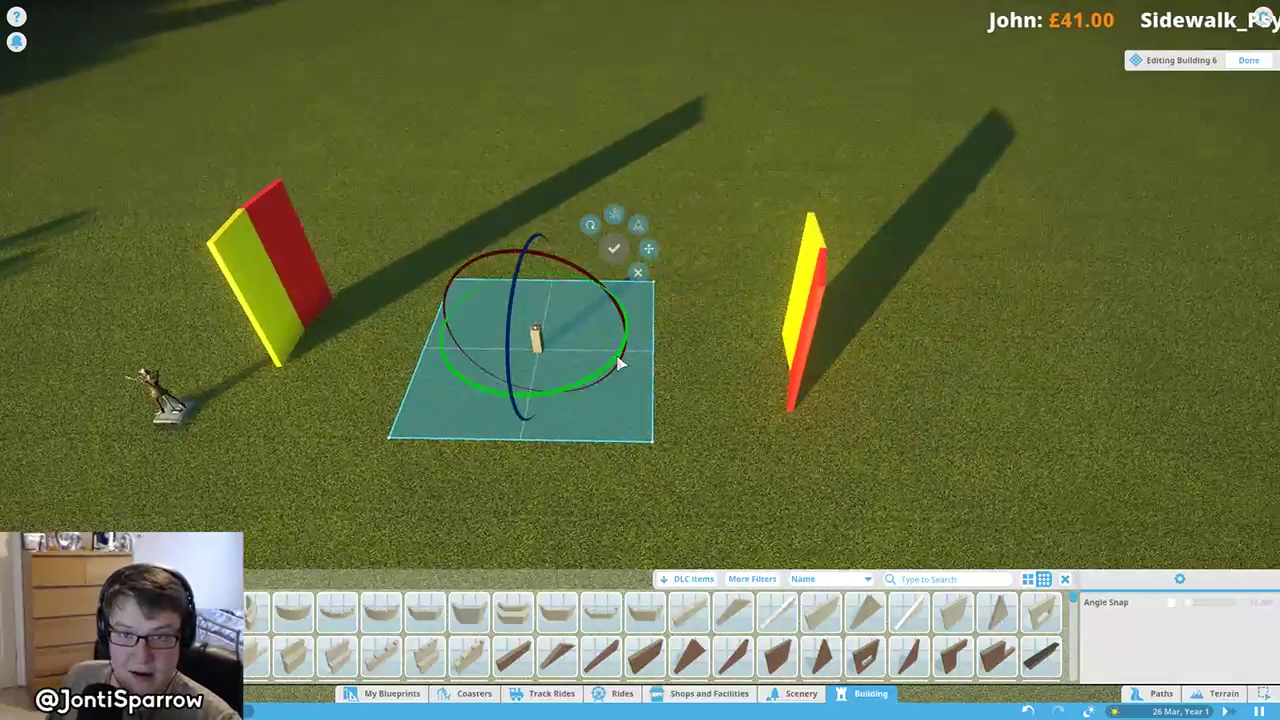 ?
John: £41.00 Sidewalk_Psy
Editing Building 6 Done
DLC items More Filters Name Type to Search
Angle Snap
My Blueprints Coasters Track Rides Rides Shops and Facilities Scenery Building Paths Terrain
@JontiSparrow
26 Mar, Year 1